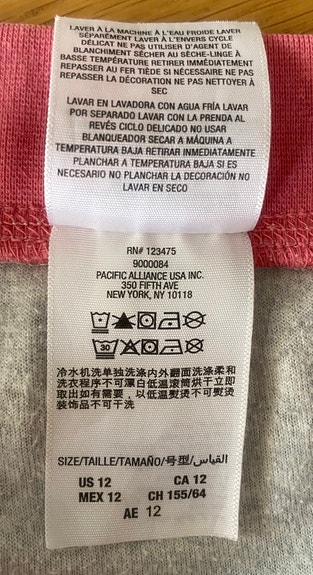 LAVER À LA MACHINE À L'EAU FROIDE LAVER
SÉPARÉMENT LAVER À L'ENVERS CYCLE
DÉLICAT NE PAS UTILISER D'AGENT DE
BLANCHIMENT SÉCHER AU SÈCHE-LINGE À
BASSE TEMPÉRATURE RETIRER IMMÉDIATEMENT
REPASSER AU FER TIÈDE SI NÉCESSAIRE NE PAS
REPASSER LA DÉCORATION NE PAS NETTOYER À
SEC
LAVAR EN LAVADORA CON AGUA FRÍA LAVAR
POR SEPARADO LAVAR CON LA PRENDA AL
REVÉS CICLO DELICADO NO USAR
BLANQUEADOR SECAR A MÁQUINA A
TEMPERATURA BAJA RETIRAR INMEDIATAMENTE
PLANCHAR A TEMPERATURA BAJA SI ES
NECESARIO NO PLANCHAR LA DECORACIÓN NO
LAVAR EN SECO
RN# 123475
9000084
PACIFIC ALLIANCE USA INC.
350 FIFTH AVE
NEW YORK, NY 10118
30
冷水机洗单独洗涤内外翻面洗涤柔和
洗衣程序不可漂白低温滚筒烘干立即
取出如有需要，以低温熨烫不可熨烫
装饰品不可干洗
SIZE/TAILLE/TAMAÑO/号型/القياس
US 12 CA 12
MEX 12 CH 155/64
AE 12